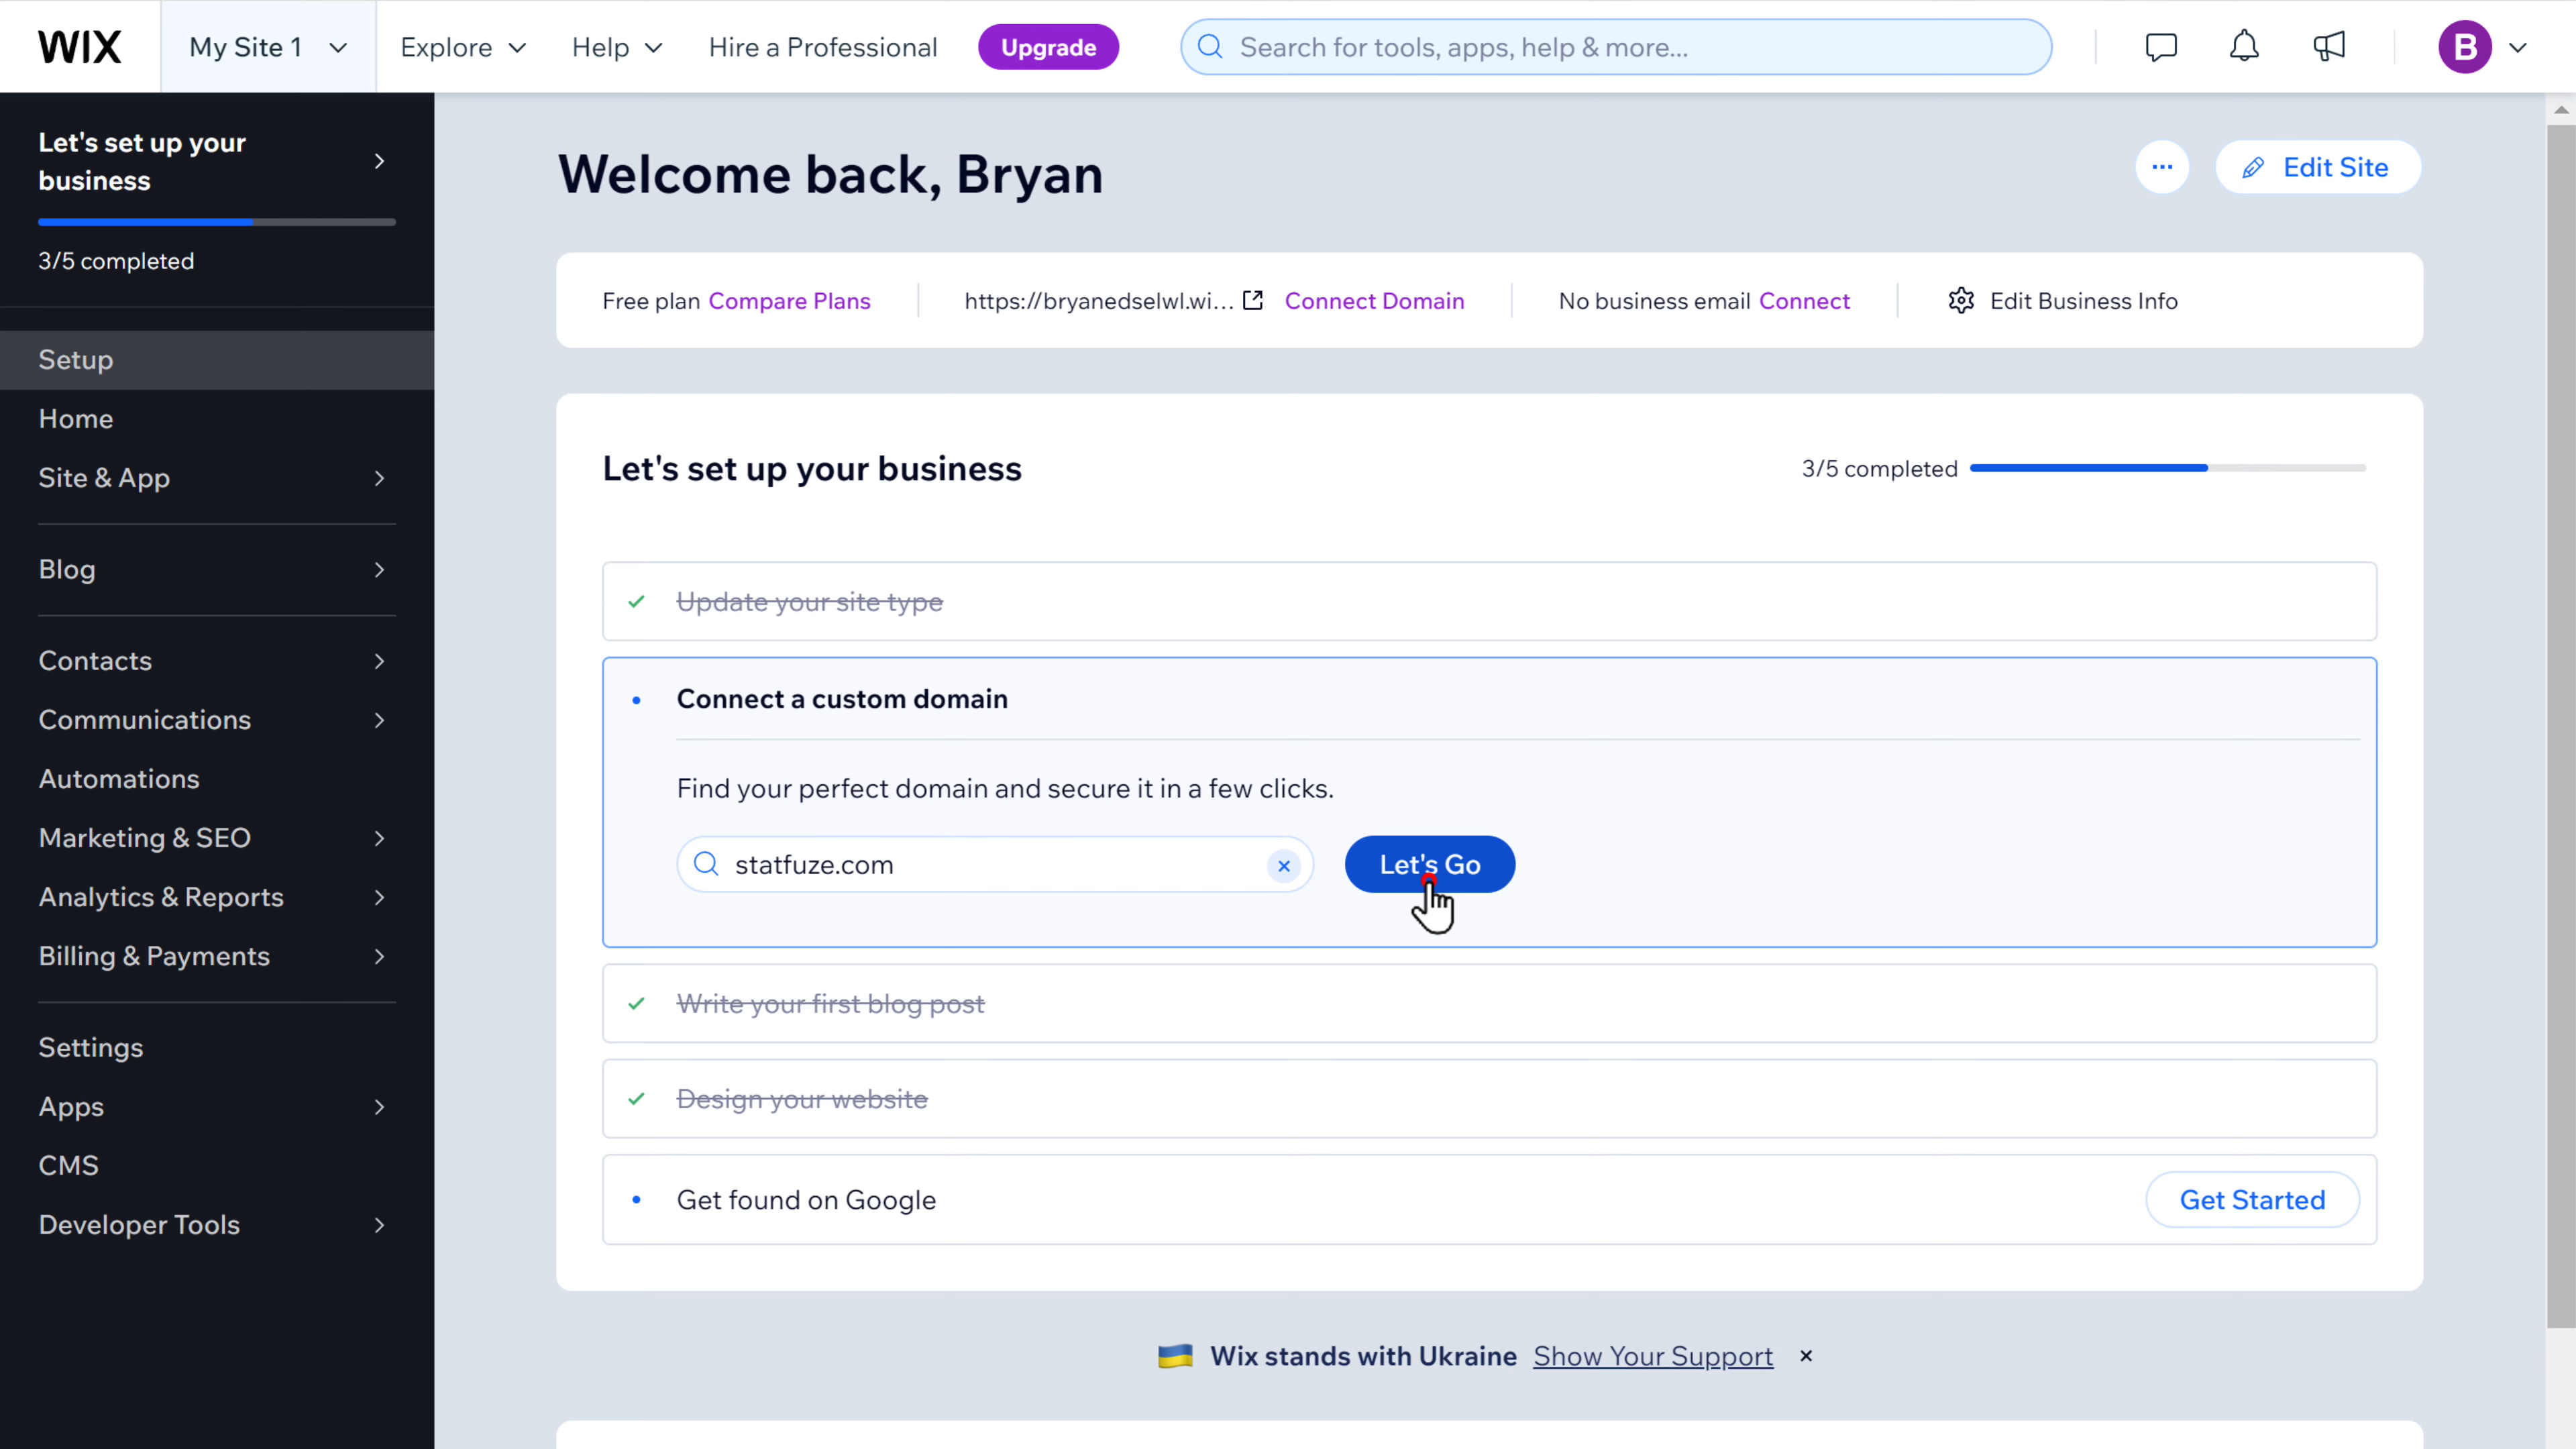 WIX
My Site 1
Explore
Help
Hire a Professional
Upgrade
Search for tools, apps, help & more...
B
Let's set up your
business
3/5 completed
Setup
Home
Site & App
Blog
Contacts
Communications
Automations
Marketing & SEO
Analytics & Reports
Billing & Payments
Settings
Apps
CMS
Developer Tools
Welcome back, Bryan
Edit Site
Free plan Compare Plans
https://bryanedselwl.wi... Connect Domain
No business email Connect
Edit Business Info
Let's set up your business
3/5 completed
Update your site type
Connect a custom domain
Find your perfect domain and secure it in a few clicks.
statfuze.com
Let's Go
Write your first blog post
Design your website
Get found on Google
Get Started
Wix stands with Ukraine Show Your Support